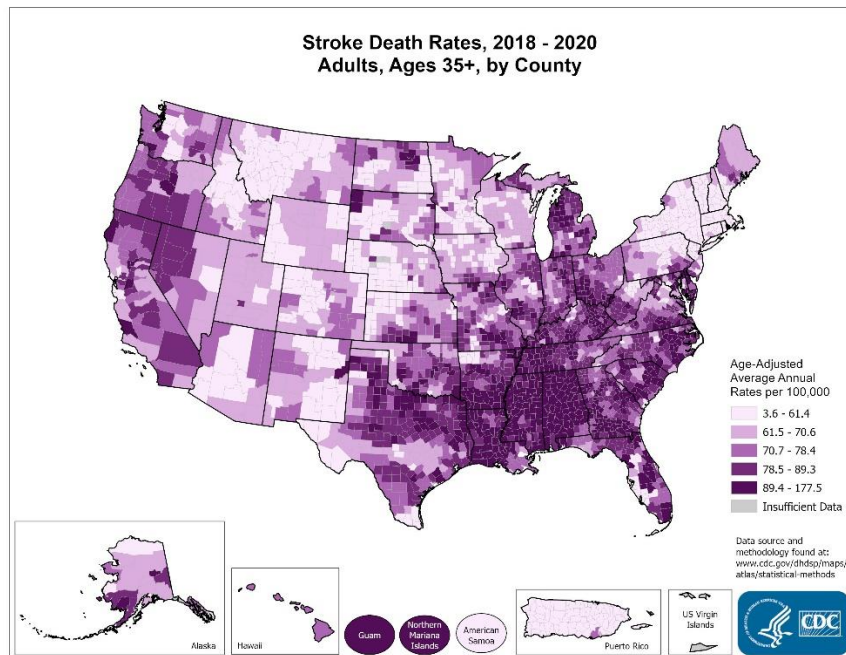 Stroke Death Rates, 2018 - 2020
Adults, Ages 35+, by County
Age-Adjusted
Average Annual
Rates per 100,000
3.6 - 61.4
61.5 - 70.6
70.7 - 78.4
78.5 - 89.3
89.4 - 177.5
Insufficient Data
Data source and
methodology found at:
www.cdc.gov/dhdsp/maps/
atlas/statistical-methods
Alaska
Hawaii
Guam
Northern
Mariana
Islands
American
Samoa
Puerto Rico
US Virgin
Islands
CDC